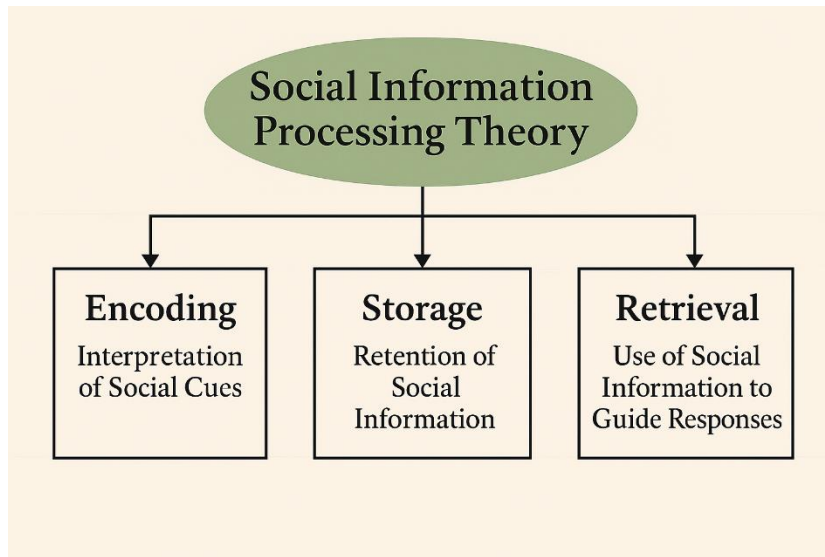 Social Information
Processing Theory
Encoding
Interpretation
of Social Cues
Storage
Retention of
Social
Information
Retrieval
Use of Social
Information to
Guide Responses